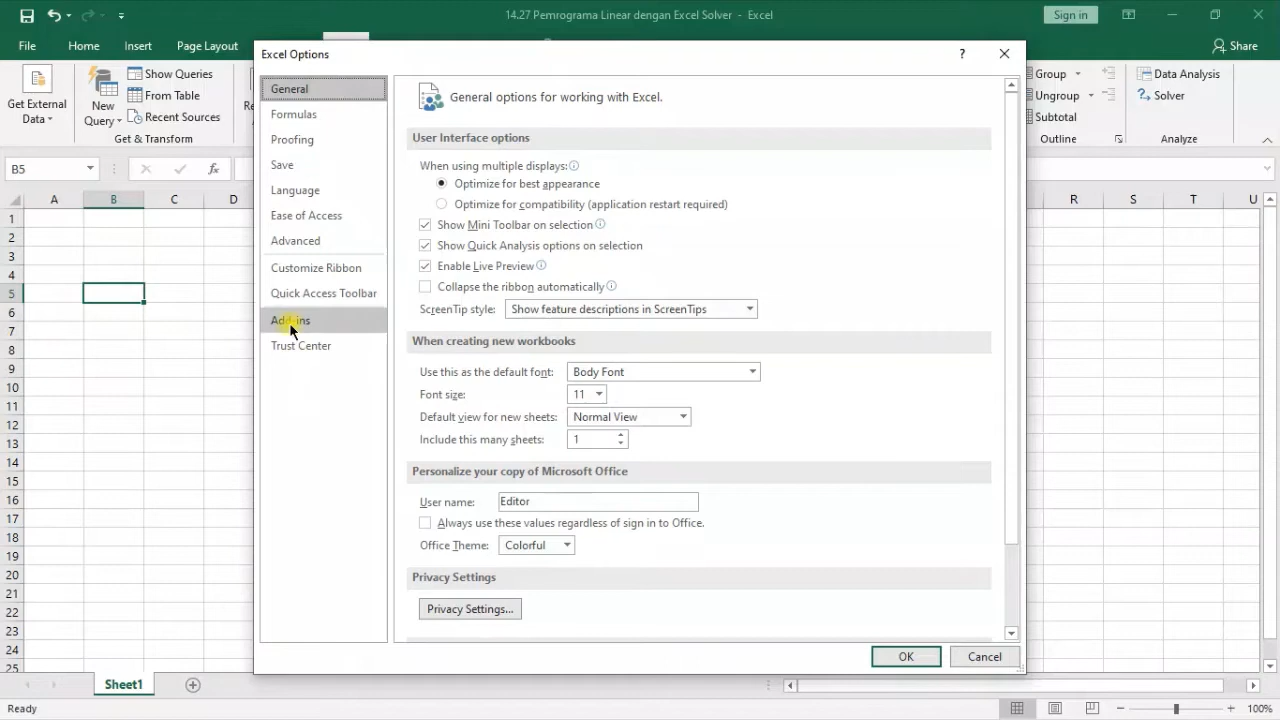 14.27 Pemrograma Linear dengan Excel Solver - Excel
Sign in
File
Home
Insert
Page Layout
Share
Get External Data
New Query
Show Queries
From Table
Recent Sources
Get & Transform
Group
Ungroup
Subtotal
Outline
Data Analysis
Solver
Analyze
B5
fx
A B C D R S T U
1
2
3
4
5
6
7
8
9
10
11
12
13
14
15
16
17
18
19
20
21
22
23
24
25
Excel Options
?
General
Formulas
Proofing
Save
Language
Ease of Access
Advanced
Customize Ribbon
Quick Access Toolbar
Add-ins
Trust Center
General options for working with Excel.
User Interface options
When using multiple displays:
Optimize for best appearance
Optimize for compatibility (application restart required)
Show Mini Toolbar on selection
Show Quick Analysis options on selection
Enable Live Preview
Collapse the ribbon automatically
ScreenTip style: Show feature descriptions in ScreenTips
When creating new workbooks
Use this as the default font: Body Font
Font size: 11
Default view for new sheets: Normal View
Include this many sheets: 1
Personalize your copy of Microsoft Office
User name: Editor
Always use these values regardless of sign in to Office.
Office Theme: Colorful
Privacy Settings
Privacy Settings...
OK
Cancel
Sheet1
Ready
100%